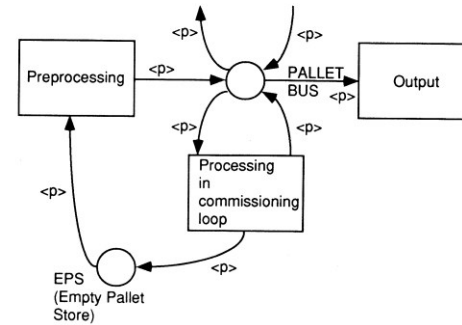 <p>
<p>
Preprocessing
<p>
PALLET
BUS
<p>
Output
<p>
<p>
Processing
in
commissioning
loop
<p>
<p>
EPS
(Empty Pallet
Store)